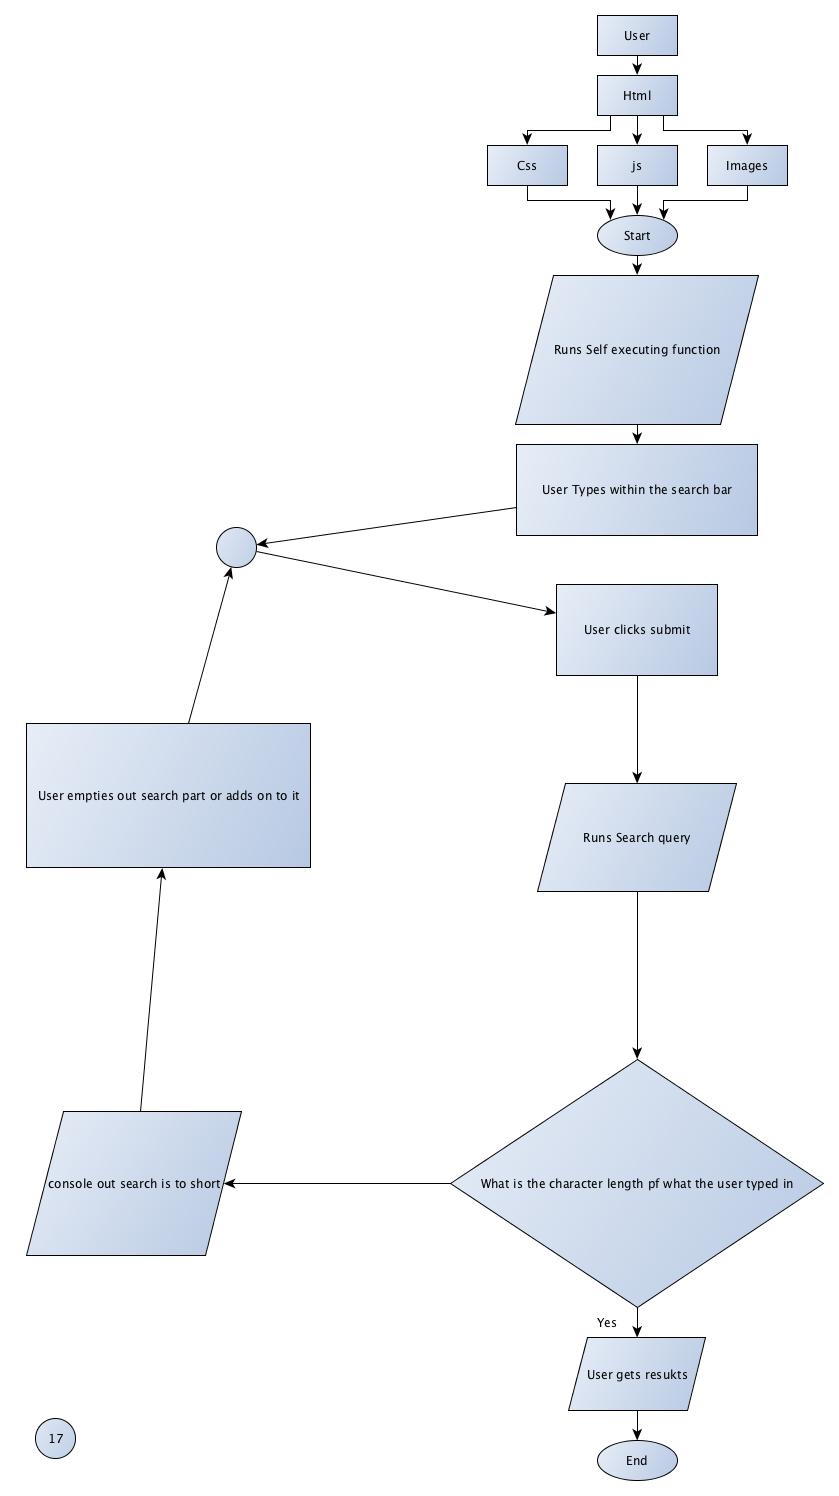 User
Html
Css
js
Images
Start
Runs Self executing function
User Types within the search bar
User clicks submit
User empties out search part or adds on to it
Runs Search query
console out search is to short
What is the character length pf what the user typed in
Yes
User gets resukts
17
End